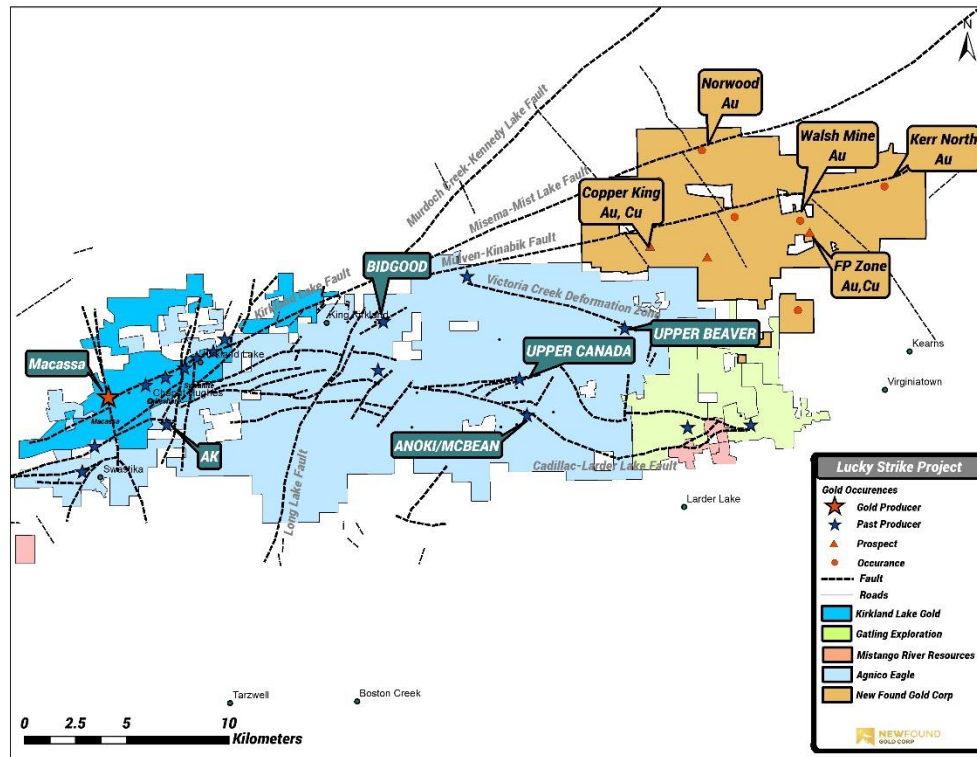 N
Norwood
Au
Walsh Mine
Au
Kerr North
Au
Copper King
Au, Cu
FP Zone
Au,Cu
Murdoch Creek-Kennedy Lake Fault
Misema-Mist Lake Fault
Mulven-Kinabik Fault
Kirkland Lake Fault
Victoria Creek Deformation Zone
BIDGOOD
King Kirkland
UPPER BEAVER
UPPER CANADA
Kirkland Lake
Macassa
Macassa
AK
ANOKI/MCBEAN
Cadillac-Larder Lake Fault
Long Lake Fault
Swastika
Kearns
Virginiatown
Larder Lake
Tarzwell
Boston Creek
0 2.5 5 10
Kilometers
Lucky Strike Project
Gold Occurences
Gold Producer
Past Producer
Prospect
Occurance
Fault
Roads
Kirkland Lake Gold
Gatling Exploration
Mistango River Resources
Agnico Eagle
New Found Gold Corp
NEWFOUND
GOLD CORP